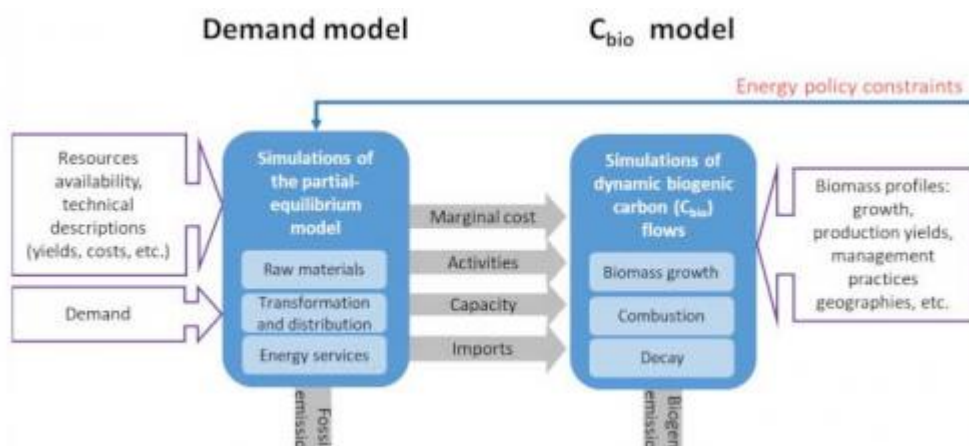 Demand model
C_bio model
Energy policy constraints
Resources
availability,
technical
descriptions
(yields, costs, etc.)
Demand
Simulations of
the partial-
equilibrium
model
Raw materials
Transformation
and distribution
Energy services
Marginal cost
Activities
Capacity
Imports
Simulations of
dynamic biogenic
carbon (C_bio)
flows
Biomass growth
Combustion
Decay
Biomass profiles:
growth,
production yields,
management
practices
geographies, etc.